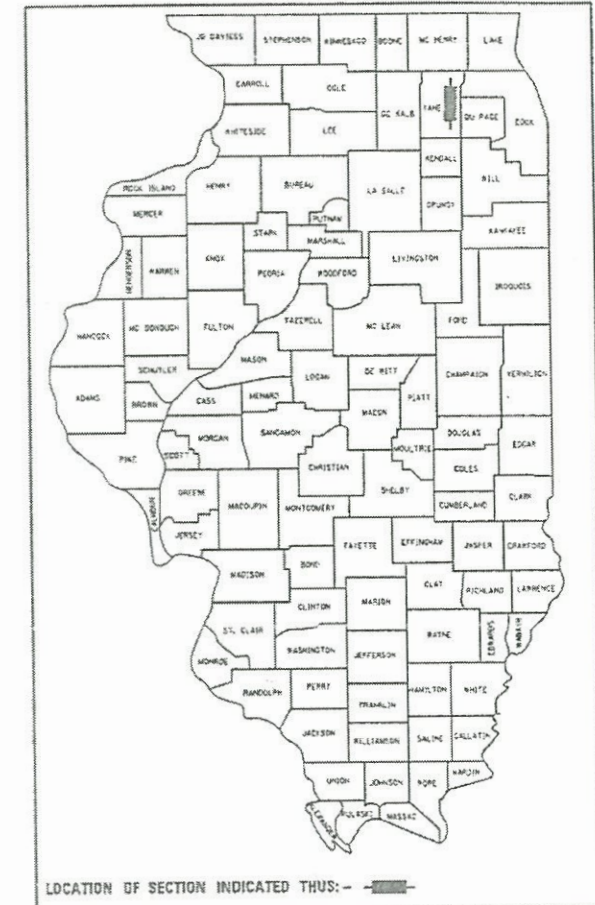 JO DAVIESS STEPHENSON WINNEBAGO BOONE MC HENRY LAKE
CARROLL OGLE DE KALB KANE DU PAGE COOK
WHITESIDE LEE KENDALL WILL
ROCK ISLAND HENRY BUREAU LA SALLE GRUNDY
MERCER PUTNAM KANKAKEE
STARK MARSHALL
HENDERSON WARREN KNOX PEORIA WOODFORD LIVINGSTON IROQUOIS
HANCOCK MC DONOUGH FULTON TAZEWELL MC LEAN FORD
SCHUYLER MASON LOGAN DE WITT CHAMPAIGN VERMILION
ADAMS BROWN CASS MENARD MACON PIATT
PIKE SCOTT MORGAN SANGAMON CHRISTIAN MOULTRIE DOUGLAS EDGAR
COLES
CALHOUN GREENE MACOUPIN MONTGOMERY SHELBY CUMBERLAND CLARK
JERSEY FAYETTE EFFINGHAM JASPER CRAWFORD
MADISON BOND CLAY RICHLAND LAWRENCE
CLINTON MARION
ST. CLAIR WASHINGTON JEFFERSON WAYNE EDWARDS WABASH
MONROE
RANDOLPH PERRY FRANKLIN HAMILTON WHITE
JACKSON WILLIAMSON SALINE GALLATIN
UNION JOHNSON POPE HARDIN
ALEXANDER PULASKI MASSAC
LOCATION OF SECTION INDICATED THUS: -